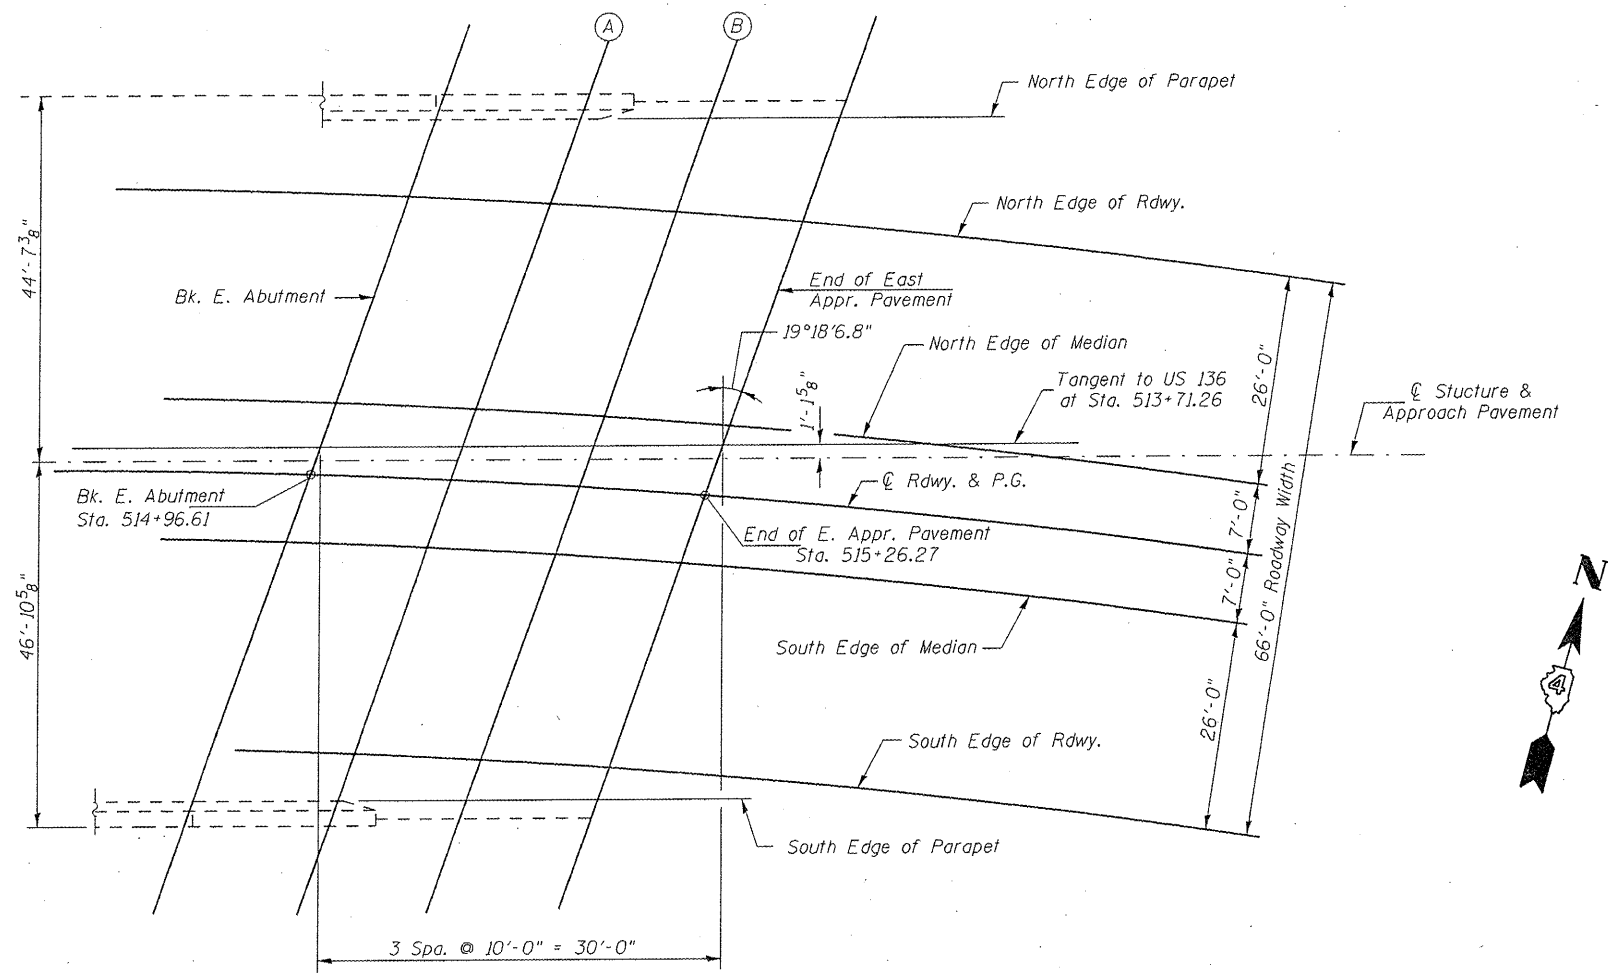 A
B
North Edge of Parapet
44'-7 3/8"
North Edge of Rdwy.
Bk. E. Abutment
End of East
Appr. Pavement
19°18'6.8"
North Edge of Median
1'-1 5/8"
Tangent to US 136
at Sta. 513+71.26
26'-0"
℄ Stucture &
Approach Pavement
Bk. E. Abutment
Sta. 514+96.61
℄ Rdwy. & P.G.
7'-0"
End of E. Appr. Pavement
Sta. 515+26.27
66'-0" Roadway Width
7'-0"
N
46'-10 5/8"
South Edge of Median
4
26'-0"
South Edge of Rdwy.
South Edge of Parapet
3 Spa. @ 10'-0" = 30'-0"